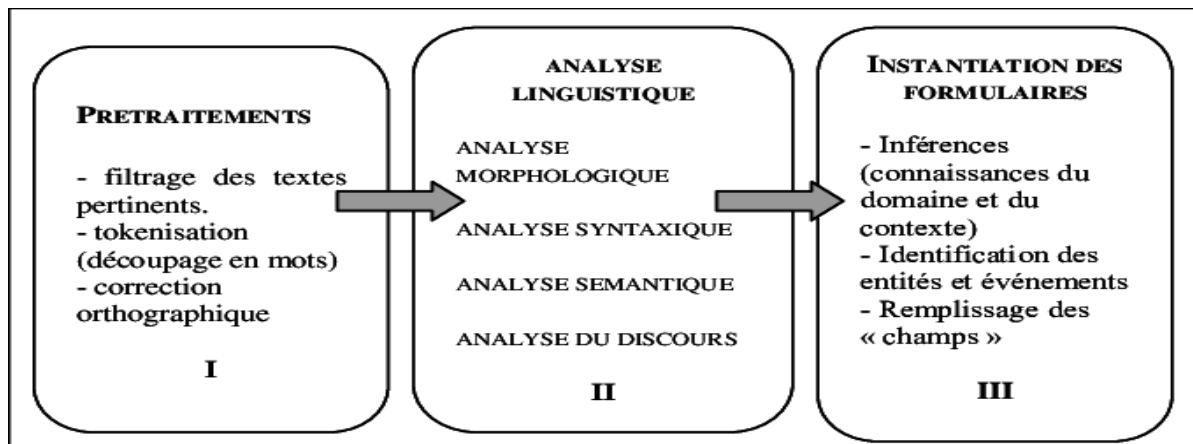 PRETRAITEMENTS
- filtrage des textes
pertinents.
- tokenisation
(découpage en mots)
- correction
orthographique
I
ANALYSE
LINGUISTIQUE
ANALYSE
MORPHOLOGIQUE
ANALYSE SYNTAXIQUE
ANALYSE SEMANTIQUE
ANALYSE DU DISCOURS
II
INSTANTIATION DES
FORMULAIRES
- Inférences
(connaissances du
domaine et du
contexte)
- Identification des
entités et événements
- Remplissage des
« champs »
III